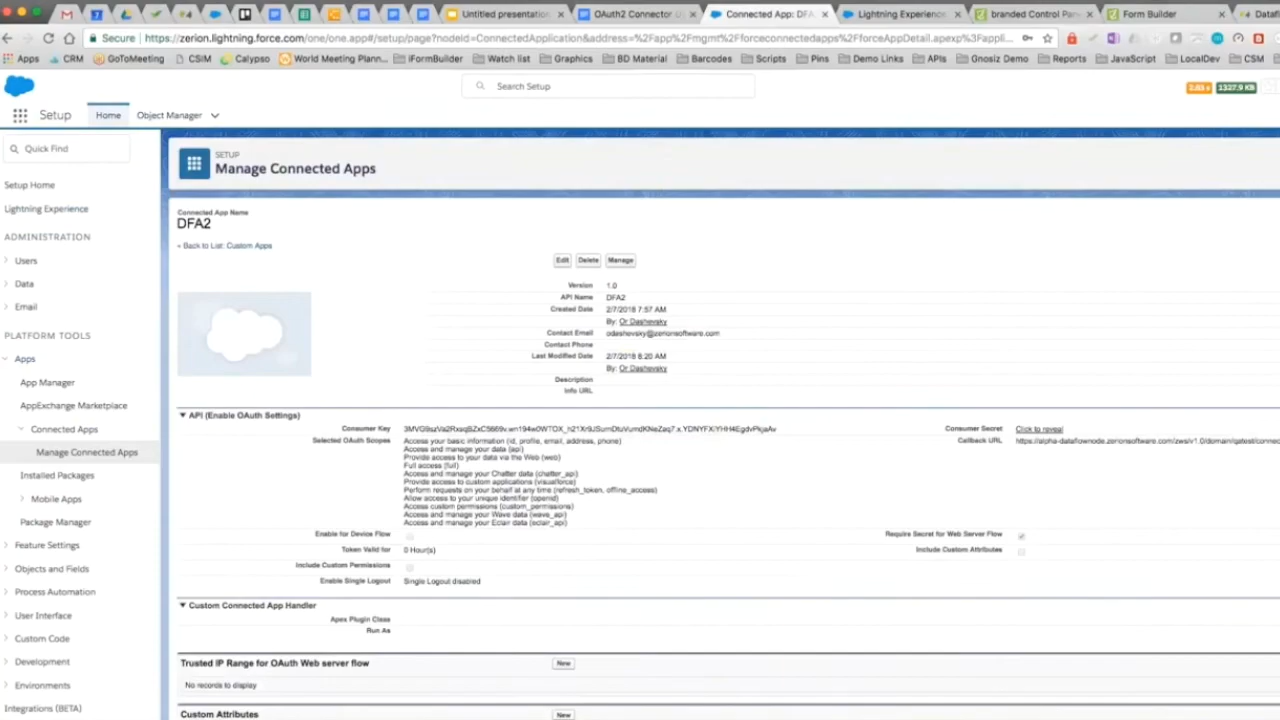 Untitled presentation
OAuth2 Connector
Connected App: DF
Lightning Experience
branded Control Pa
Form Builder
Secure
https://zerion.lightning.force.com/one/one.app#/setup/page?nodeid=ConnectedApplication&address=%2Fapp%2Fmgmt%2Fforceconnectedapps%2FforceAppDetail.apexp%3Fappli...
Apps CRM GoToMeeting CSiM Calypso World Meeting Plann... iFormBuilder Watch list Graphics BD Material Barcodes Scripts Pins Demo Links APIs Gnosiz Demo Reports JavaScript LocalDev CSM
Search Setup
1327.9 KB
Setup Home Object Manager
Quick Find
SETUP
Manage Connected Apps
Setup Home
Lightning Experience
ADMINISTRATION
Users
Data
Email
PLATFORM TOOLS
Apps
App Manager
AppExchange Marketplace
Connected Apps
Manage Connected Apps
Installed Packages
Mobile Apps
Package Manager
Feature Settings
Objects and Fields
Process Automation
User Interface
Custom Code
Development
Environments
Integrations (BETA)
Connected App Name
DFA2
« Back to List: Custom Apps
Edit Delete Manage
Version 1.0
API Name DFA2
Created Date 2/7/2018 7:57 AM
By: Or Dashevsky
Contact Email odashevsky@zerionsoftware.com
Contact Phone
Last Modified Date 2/7/2018 8:20 AM
By: Or Dashevsky
Description
Info URL
API (Enable OAuth Settings)
Consumer Key
Consumer Secret Click to reveal
Selected OAuth Scopes Access your basic information (id, profile, email, address, phone)
Callback URL
Access and manage your data (api)
Provide access to your data via the Web (web)
Full access (full)
Access and manage your Chatter data (chatter_api)
Provide access to custom applications (visualforce)
Perform requests on your behalf at any time (refresh_token, offline_access)
Allow access to your unique identifier (openid)
Access custom permissions (custom_permissions)
Access and manage your Wave data (wave_api)
Access and manage your Eclair data (eclair_api)
Enable for Device Flow
Require Secret for Web Server Flow
Token Valid for 0 Hour(s)
Include Custom Attributes
Include Custom Permissions
Enable Single Logout Single Logout disabled
Custom Connected App Handler
Apex Plugin Class
Run As
Trusted IP Range for OAuth Web server flow New
No records to display
Custom Attributes New